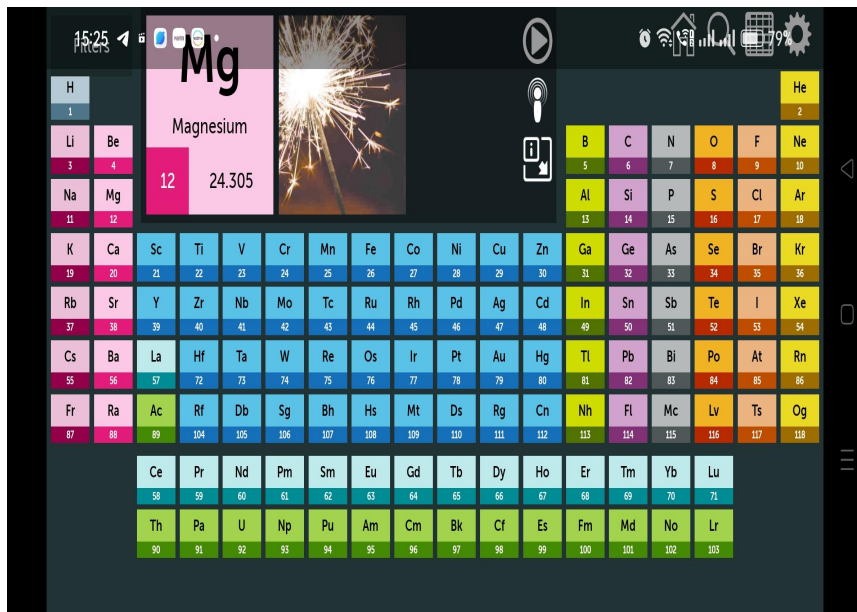 15:25 79%
Filters
Mg
Magnesium
12 24.305
H He
1 2
Li Be B C N O F Ne
3 4 5 6 7 8 9 10
Na Mg Al Si P S Cl Ar
11 12 13 14 15 16 17 18
K Ca Sc Ti V Cr Mn Fe Co Ni Cu Zn Ga Ge As Se Br Kr
19 20 21 22 23 24 25 26 27 28 29 30 31 32 33 34 35 36
Rb Sr Y Zr Nb Mo Tc Ru Rh Pd Ag Cd In Sn Sb Te I Xe
37 38 39 40 41 42 43 44 45 46 47 48 49 50 51 52 53 54
Cs Ba La Hf Ta W Re Os Ir Pt Au Hg Tl Pb Bi Po At Rn
55 56 57 72 73 74 75 76 77 78 79 80 81 82 83 84 85 86
Fr Ra Ac Rf Db Sg Bh Hs Mt Ds Rg Cn Nh Fl Mc Lv Ts Og
87 88 89 104 105 106 107 108 109 110 111 112 113 114 115 116 117 118
Ce Pr Nd Pm Sm Eu Gd Tb Dy Ho Er Tm Yb Lu
58 59 60 61 62 63 64 65 66 67 68 69 70 71
Th Pa U Np Pu Am Cm Bk Cf Es Fm Md No Lr
90 91 92 93 94 95 96 97 98 99 100 101 102 103